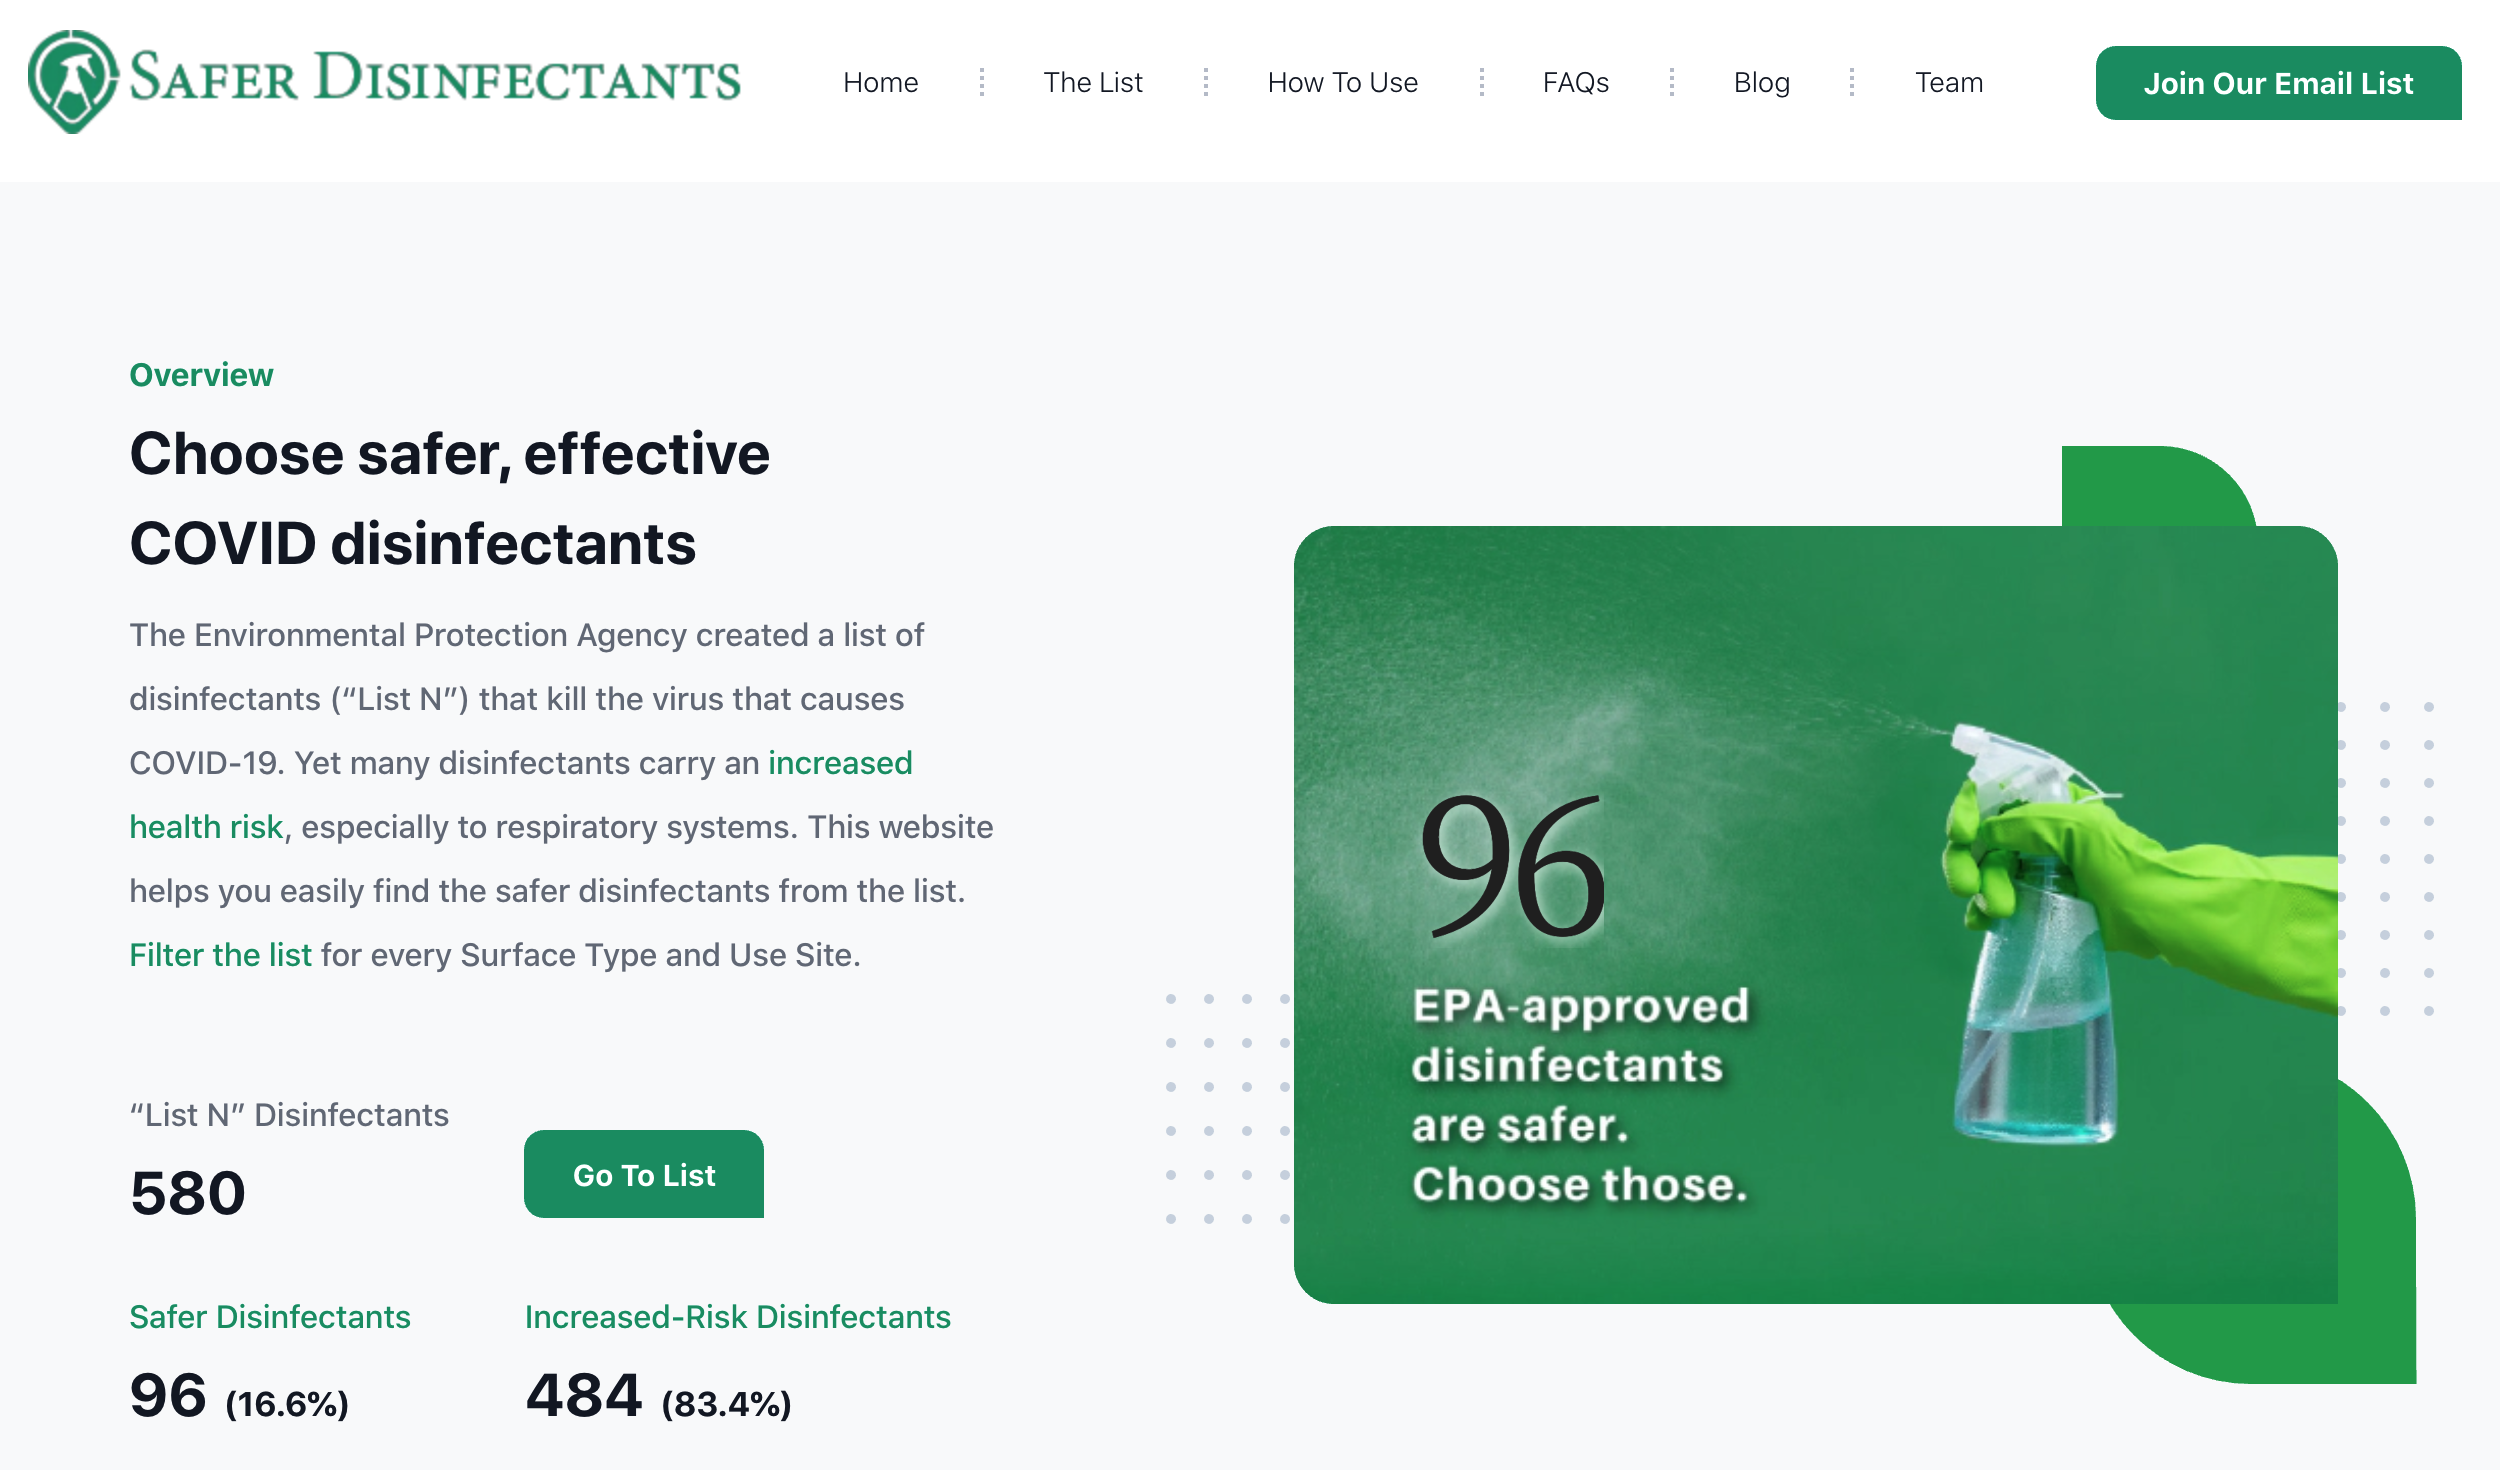 SAFER DISINFECTANTS
Home
The List
How To Use
FAQs
Blog
Team
Join Our Email List
Overview
Choose safer, effective
COVID disinfectants
The Environmental Protection Agency created a list of
disinfectants (“List N”) that kill the virus that causes
COVID-19. Yet many disinfectants carry an increased
health risk, especially to respiratory systems. This website
helps you easily find the safer disinfectants from the list.
Filter the list for every Surface Type and Use Site.
“List N” Disinfectants
580
Go To List
Safer Disinfectants
96 (16.6%)
Increased-Risk Disinfectants
484 (83.4%)
96
EPA-approved
disinfectants
are safer.
Choose those.